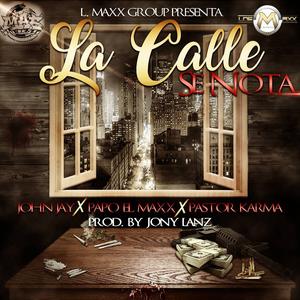 L. MAXX GROUP PRESENTA
La Calle
SE NOTA
JOHN JAY X PAPO EL MAXX X PASTOR KARMA
PROD. BY JONY LANZ